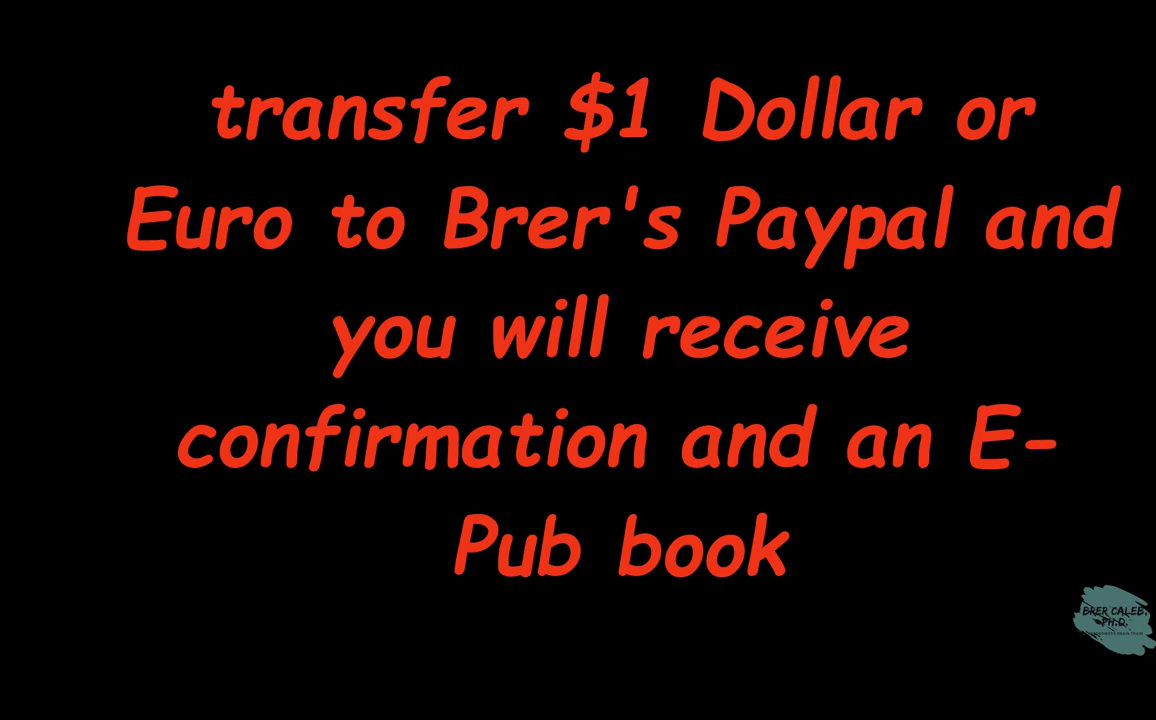 transfer $1 Dollar or
Euro to Brer's Paypal and
you will receive
confirmation and an E-
Pub book
BRER CALEB,
PH.D.